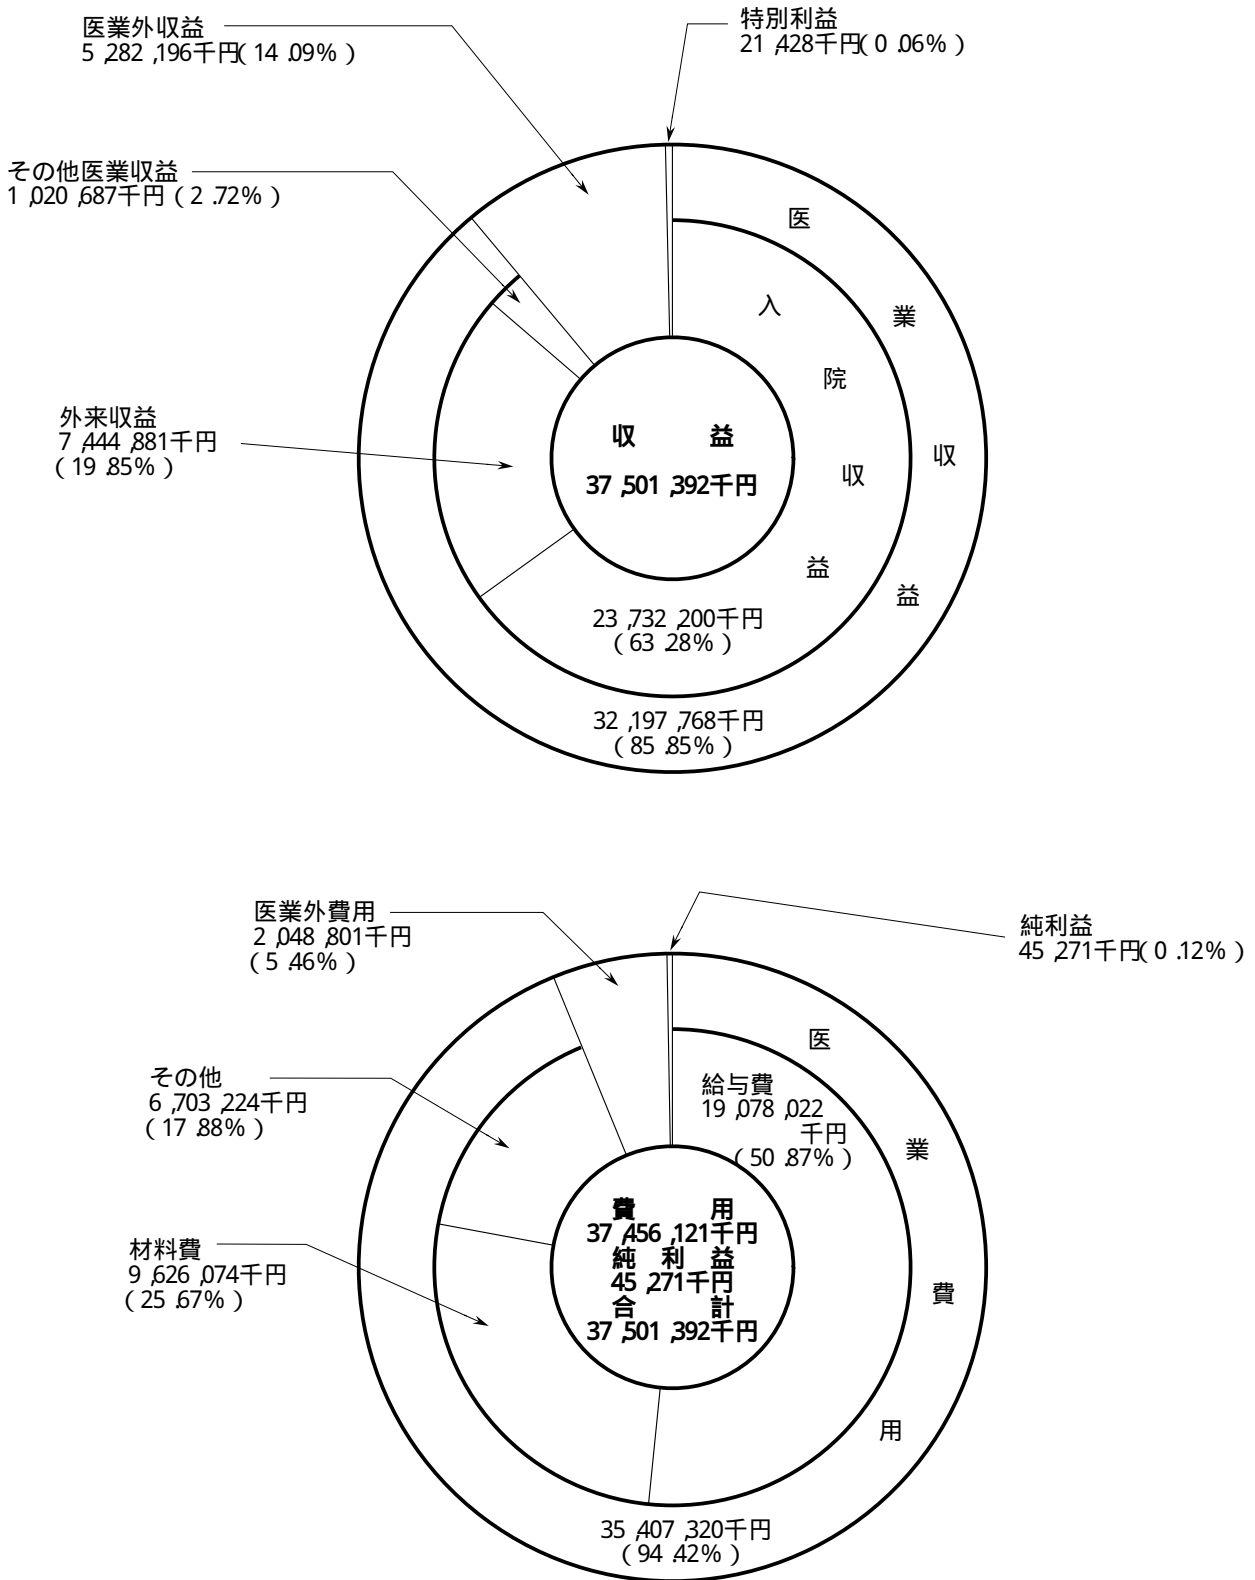 医業外収益
5,282,196千円(14.09%)
特別利益
21,428千円(0.06%)
その他医業収益
1,020,687千円(2.72%)
外来収益
7,444,881千円
(19.85%)
医業収益
入院収益
収 益
37,501,392千円
23,732,200千円
(63.28%)
32,197,768千円
(85.85%)
医業外費用
2,048,801千円
(5.46%)
純利益
45,271千円(0.12%)
その他
6,703,224千円
(17.88%)
材料費
9,626,074千円
(25.67%)
医業費用
給与費
19,078,022
千円
(50.87%)
費 用
37,456,121千円
純 利 益
45,271千円
合 計
37,501,392千円
35,407,320千円
(94.42%)